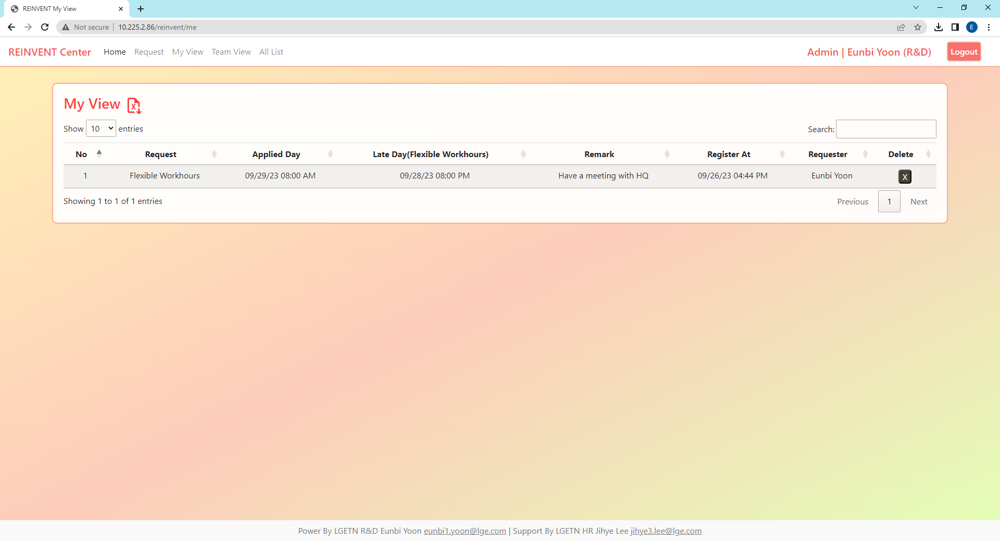 REINVENT My View
Not secure 10.225.2.86/reinvent/me
E
REINVENT Center Home Request My View Team View All List Admin | Eunbi Yoon (R&D) Logout
My View
Show 10 entries Search:
No Request Applied Day Late Day(Flexible Workhours) Remark Register At Requester Delete
1 Flexible Workhours 09/29/23 08:00 AM 09/28/23 08:00 PM Have a meeting with HQ 09/26/23 04:44 PM Eunbi Yoon X
Showing 1 to 1 of 1 entries Previous 1 Next
Power By LGETN R&D Eunbi Yoon eunbi1.yoon@lge.com | Support By LGETN HR Jihye Lee jihye3.lee@lge.com